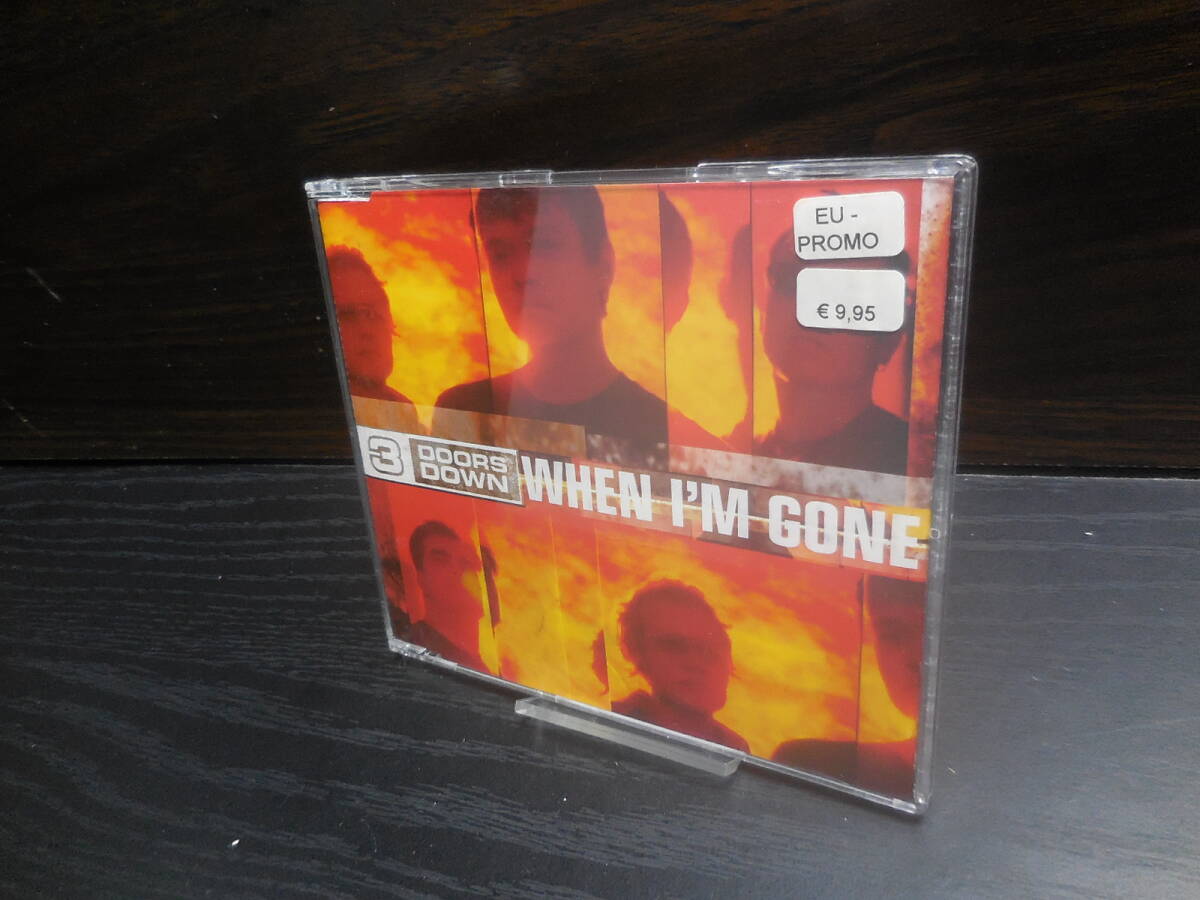 EU -
PROMO
€ 9,95
3 DOORS
DOWN
WHEN I'M GONE